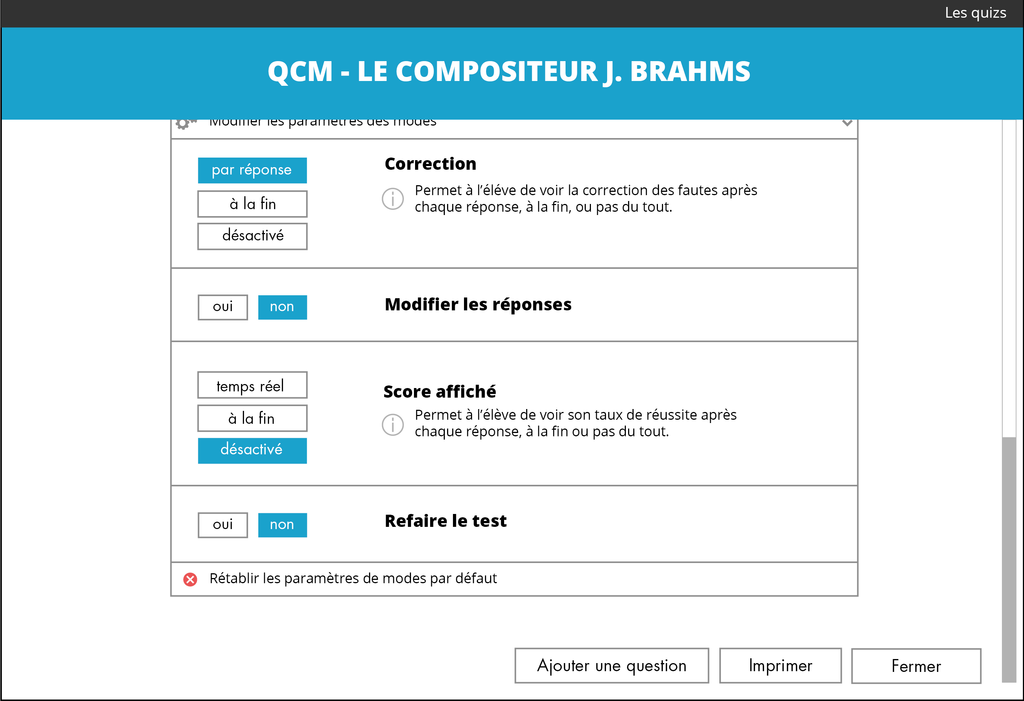 Les quizs
QCM - LE COMPOSITEUR J. BRAHMS
Modifier les paramètres des modes
par réponse
à la fin
désactivé
Correction
Permet à l'éléve de voir la correction des fautes après
chaque réponse, à la fin, ou pas du tout.
oui
non
Modifier les réponses
temps réel
à la fin
désactivé
Score affiché
Permet à l'élève de voir son taux de réussite après
chaque réponse, à la fin ou pas du tout.
oui
non
Refaire le test
Rétablir les paramètres de modes par défaut
Ajouter une question
Imprimer
Fermer